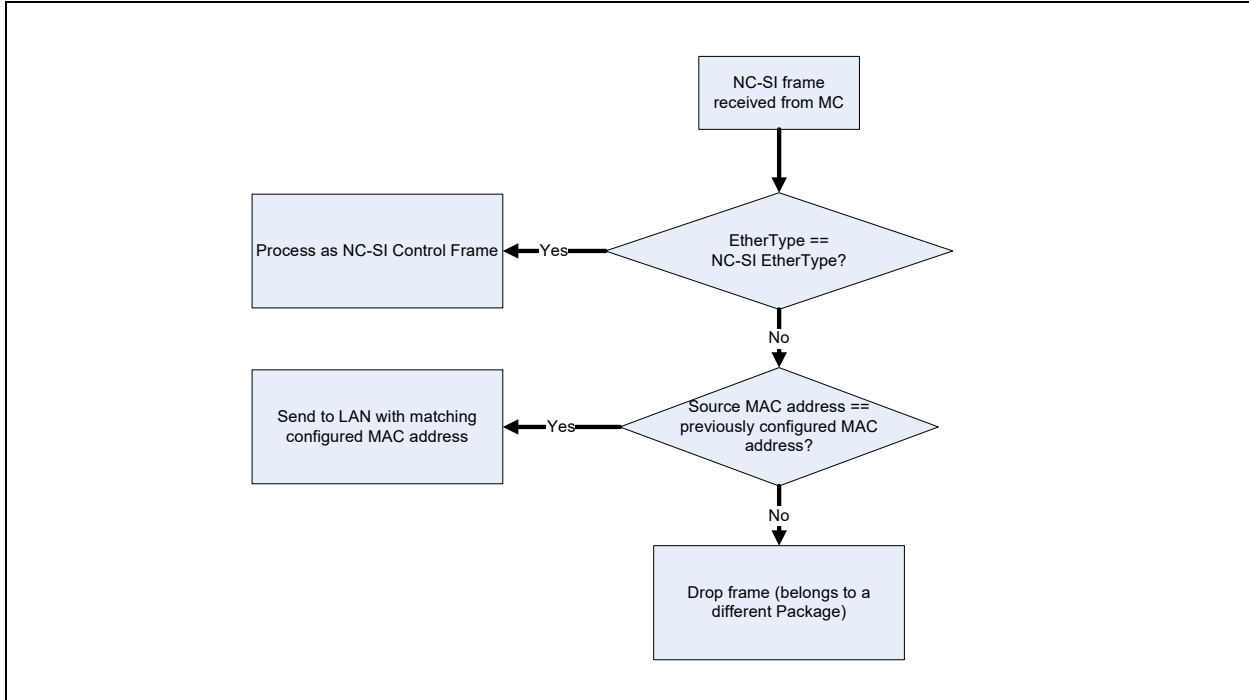 NC-SI frame
received from MC
EtherType ==
NC-SI EtherType?
Yes
Process as NC-SI Control Frame
No
Source MAC address ==
previously configured MAC
address?
Yes
Send to LAN with matching
configured MAC address
No
Drop frame (belongs to a
different Package)